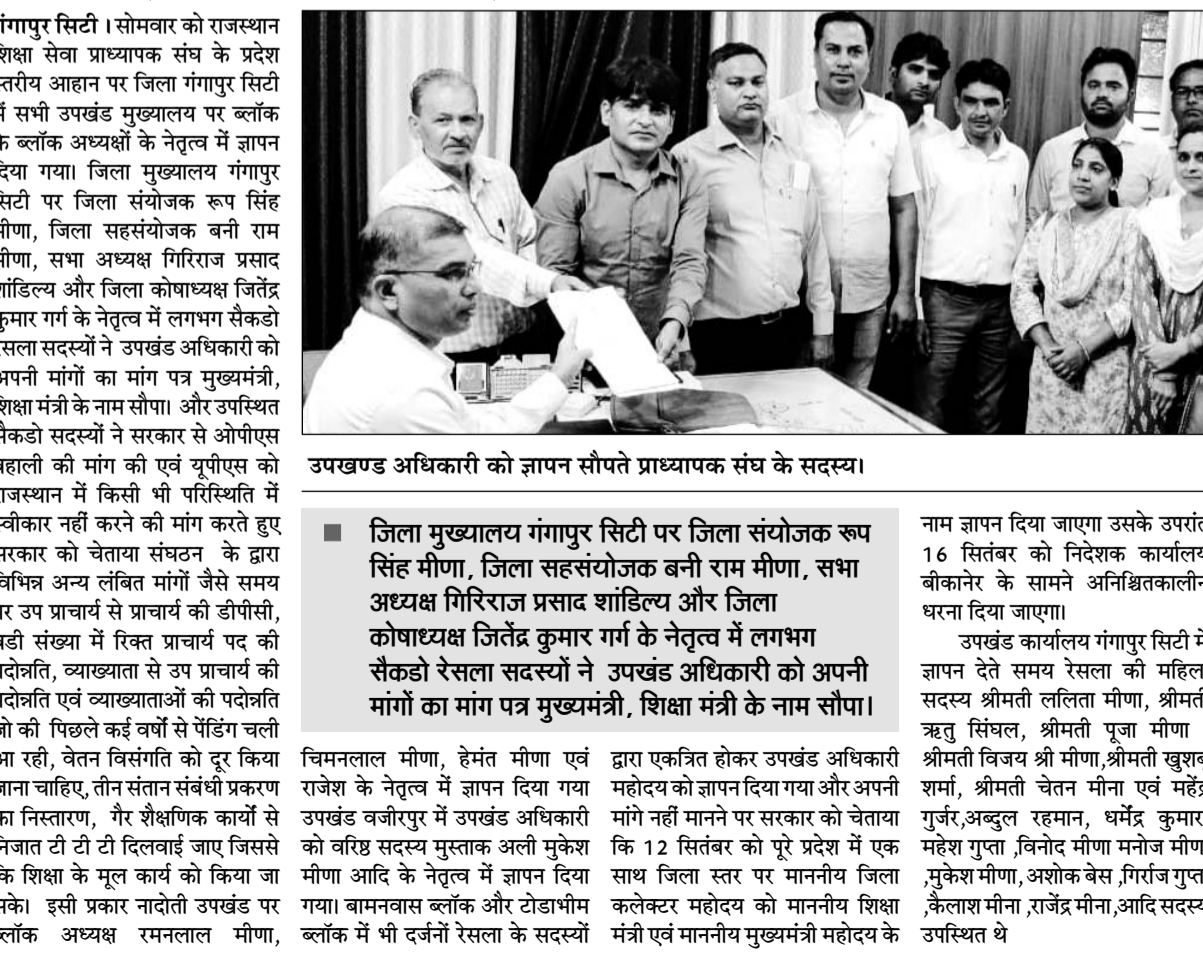 गंगापुर सिटी । सोमवार को राजस्थान
शिक्षा सेवा प्राध्यापक संघ के प्रदेश
स्तरीय आहान पर जिला गंगापुर सिटी
में सभी उपखंड मुख्यालय पर ब्लॉक
के ब्लॉक अध्यक्षों के नेतृत्व में ज्ञापन
दिया गया। जिला मुख्यालय गंगापुर
सिटी पर जिला संयोजक रूप सिंह
मीणा, जिला सहसंयोजक बनी राम
मीणा, सभा अध्यक्ष गिरिराज प्रसाद
शांडिल्य और जिला कोषाध्यक्ष जितेंद्र
कुमार गर्ग के नेतृत्व में लगभग सैकडो
रेसला सदस्यों ने उपखंड अधिकारी को
अपनी मांगों का मांग पत्र मुख्यमंत्री,
शिक्षा मंत्री के नाम सौपा। और उपस्थित
सैकडो सदस्यों ने सरकार से ओपीएस
बहाली की मांग की एवं यूपीएस को
राजस्थान में किसी भी परिस्थिति में
स्वीकार नहीं करने की मांग करते हुए
सरकार को चेताया संघठन के द्वारा
विभिन्न अन्य लंबित मांगों जैसे समय
पर उप प्राचार्य से प्राचार्य की डीपीसी,
बडी संख्या में रिक्त प्राचार्य पद की
पदोन्नति, व्याख्याता से उप प्राचार्य की
पदोन्नति एवं व्याख्याताओं की पदोन्नति
जो की पिछले कई वर्षों से पेंडिंग चली
आ रही, वेतन विसंगति को दूर किया
जाना चाहिए, तीन संतान संबंधी प्रकरण
का निस्तारण, गैर शैक्षणिक कार्यों से
निजात टी टी टी दिलवाई जाए जिससे
कि शिक्षा के मूल कार्य को किया जा
सके। इसी प्रकार नादोती उपखंड पर
ब्लॉक अध्यक्ष रमनलाल मीणा,
उपखण्ड अधिकारी को ज्ञापन सौपते प्राध्यापक संघ के सदस्य।
■ जिला मुख्यालय गंगापुर सिटी पर जिला संयोजक रूप
सिंह मीणा, जिला सहसंयोजक बनी राम मीणा, सभा
अध्यक्ष गिरिराज प्रसाद शांडिल्य और जिला
कोषाध्यक्ष जितेंद्र कुमार गर्ग के नेतृत्व में लगभग
सैकडो रेसला सदस्यों ने उपखंड अधिकारी को अपनी
मांगों का मांग पत्र मुख्यमंत्री, शिक्षा मंत्री के नाम सौपा।
चिमनलाल मीणा, हेमंत मीणा एवं
राजेश के नेतृत्व में ज्ञापन दिया गया
उपखंड वजीरपुर में उपखंड अधिकारी
को वरिष्ठ सदस्य मुस्ताक अली मुकेश
मीणा आदि के नेतृत्व में ज्ञापन दिया
गया। बामनवास ब्लॉक और टोडाभीम
ब्लॉक में भी दर्जनों रेसला के सदस्यों
द्वारा एकत्रित होकर उपखंड अधिकारी
महोदय को ज्ञापन दिया गया और अपनी
मांगे नहीं मानने पर सरकार को चेताया
कि 12 सितंबर को पूरे प्रदेश में एक
साथ जिला स्तर पर माननीय जिला
कलेक्टर महोदय को माननीय शिक्षा
मंत्री एवं माननीय मुख्यमंत्री महोदय के
नाम ज्ञापन दिया जाएगा उसके उपरांत
16 सितंबर को निदेशक कार्यालय
बीकानेर के सामने अनिश्चितकालीन
धरना दिया जाएगा।
उपखंड कार्यालय गंगापुर सिटी में
ज्ञापन देते समय रेसला की महिला
सदस्य श्रीमती ललिता मीणा, श्रीमती
ऋतु सिंघल, श्रीमती पूजा मीणा
श्रीमती विजय श्री मीणा,श्रीमती खुशबू
शर्मा, श्रीमती चेतन मीना एवं महेंद्र
गुर्जर,अब्दुल रहमान, धर्मेंद्र कुमार
महेश गुप्ता ,विनोद मीणा मनोज मीणा
,मुकेश मीणा, अशोक बेस ,गिर्राज गुप्ता
,कैलाश मीना ,राजेंद्र मीना ,आदि सदस्य
उपस्थित थे